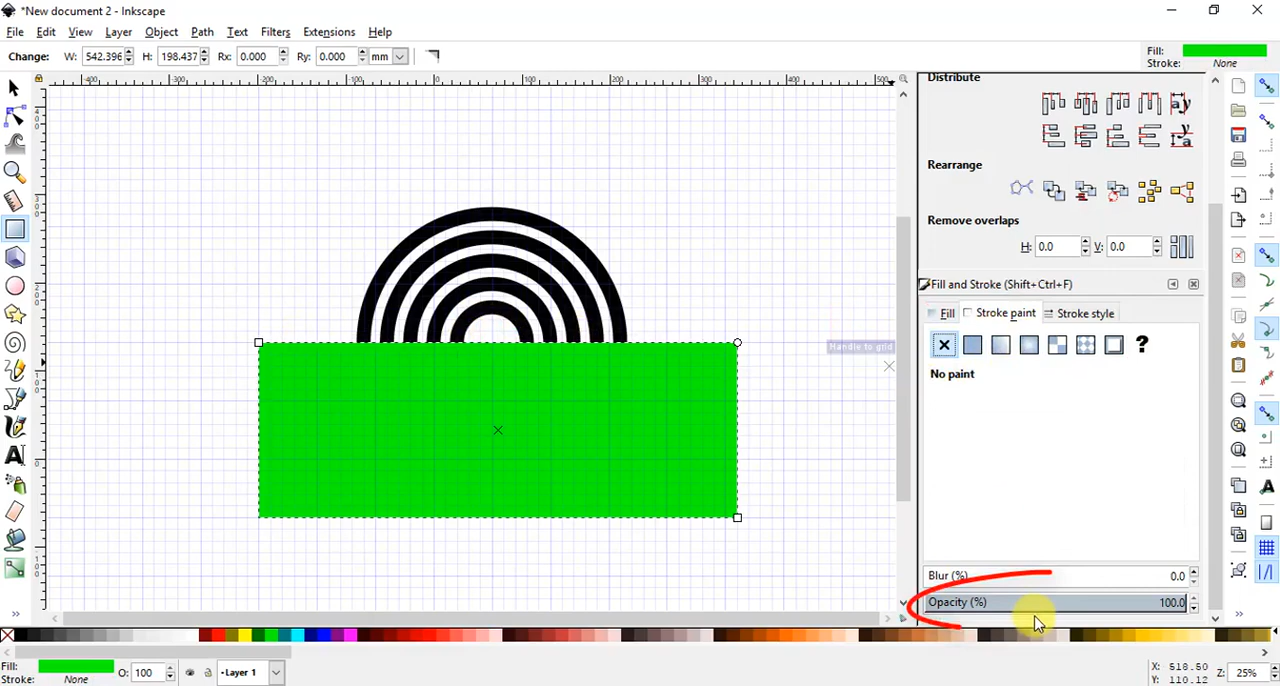 *New document 2 - Inkscape
File Edit View Layer Object Path Text Filters Extensions Help
Change: W: 542.396 H: 198.437 Rx: 0.000 Ry: 0.000 mm
Fill:
Stroke: None
Distribute
Rearrange
Remove overlaps
H: 0.0 V: 0.0
Fill and Stroke (Shift+Ctrl+F)
Fill Stroke paint Stroke style
Handle to grid
No paint
Blur (%) 0.0
Opacity (%) 100.0
Fill:
Stroke: None
O: 100
-Layer 1
X: 518.50
Y: 110.12
Z: 25%